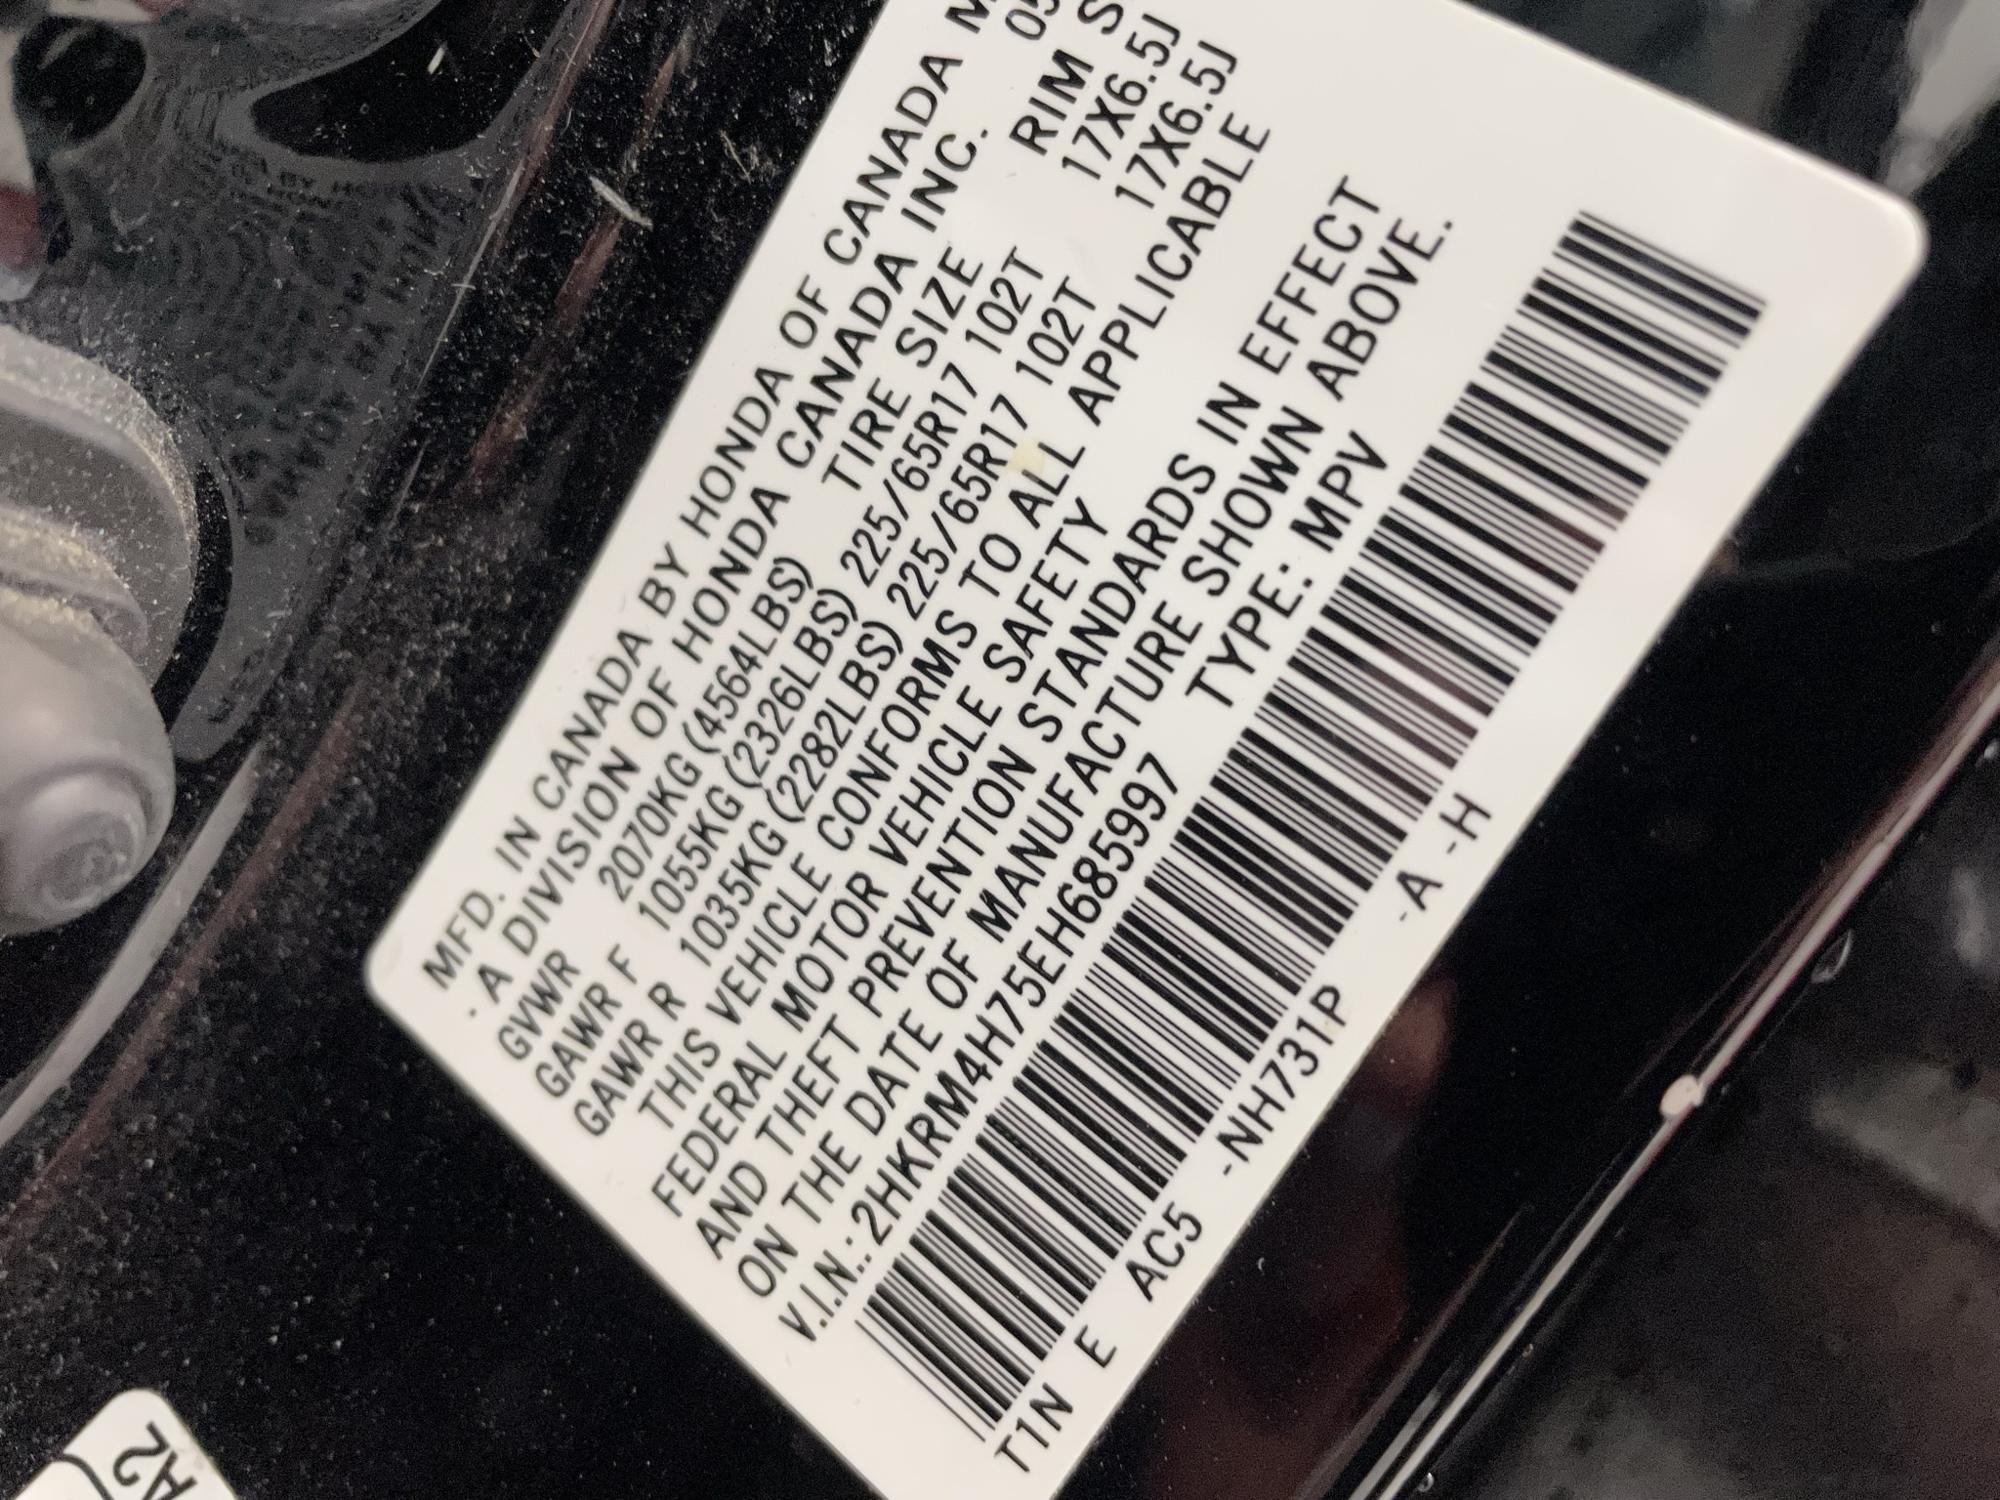 MFD. IN CANADA BY HONDA OF CANADA M
· A DIVISION OF HONDA CANADA INC. 05
GVWR 2070KG (4564LBS) TIRE SIZE RIM S
GAWR F 1055KG (2326LBS) 225/65R17 102T 17X6.5J
GAWR R 1035KG (2282LBS) 225/65R17 102T 17X6.5J
THIS VEHICLE CONFORMS TO ALL APPLICABLE
FEDERAL MOTOR VEHICLE SAFETY
AND THEFT PREVENTION STANDARDS IN EFFECT
ON THE DATE OF MANUFACTURE SHOWN ABOVE.
V.I.N.: 2HKRM4H75EH685997 TYPE: MPV
T1N E AC5 -NH731P -A -H
A2